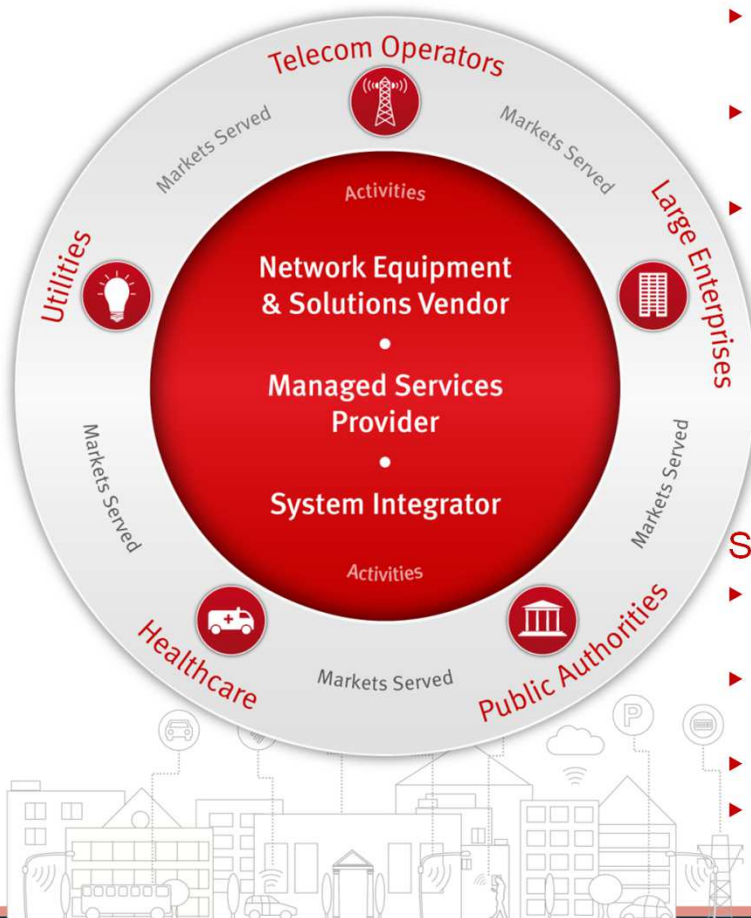 Telecom Operators
Markets Served
Markets Served
Activities
Utilities
Large Enterprises
Network Equipment
& Solutions Vendor
•
Managed Services
Provider
•
System Integrator
Markets Served
Markets Served
Activities
S
Healthcare
Markets Served
Public Authorities
P